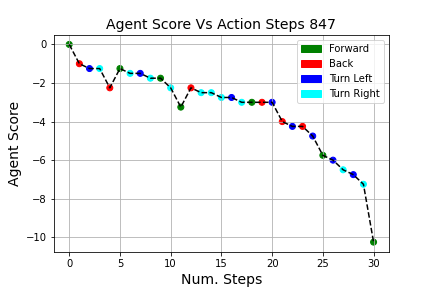 Agent Score Vs Action Steps 847
Forward
Back
Turn Left
Turn Right
Agent Score
0
−2
−4
−6
−8
−10
0 5 10 15 20 25 30
Num. Steps